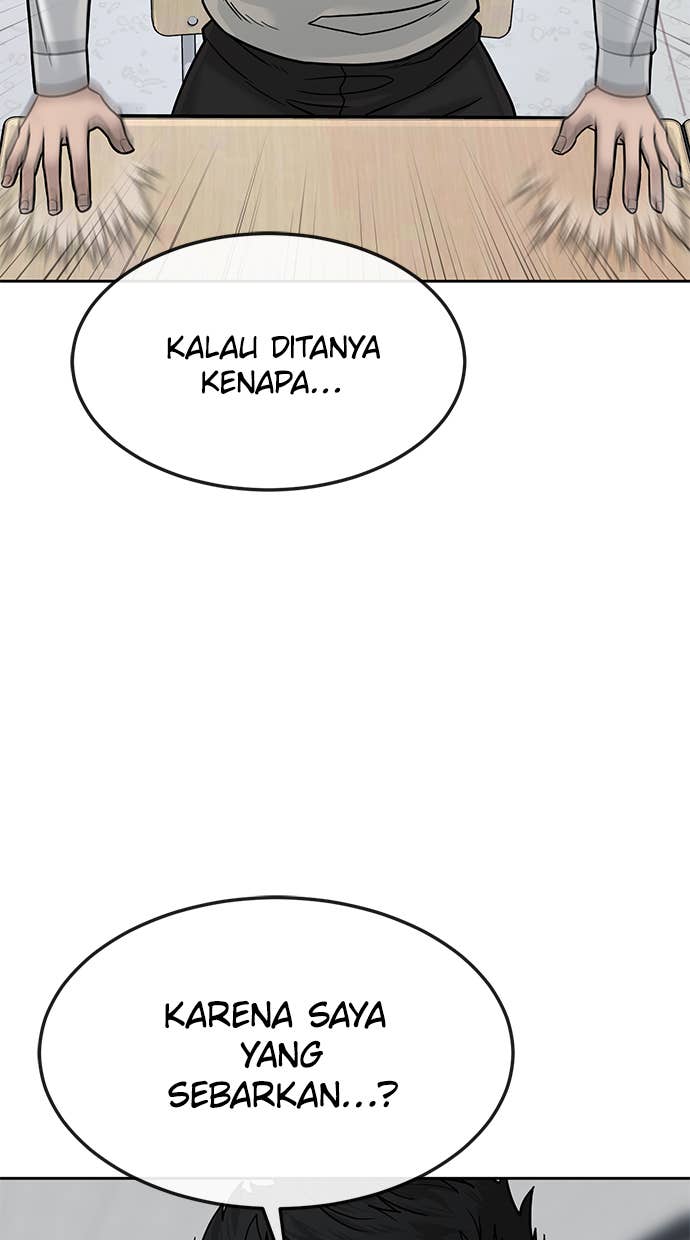 KALAU DITANYA
KENAPA...
KARENA SAYA
YANG
SEBARKAN...?